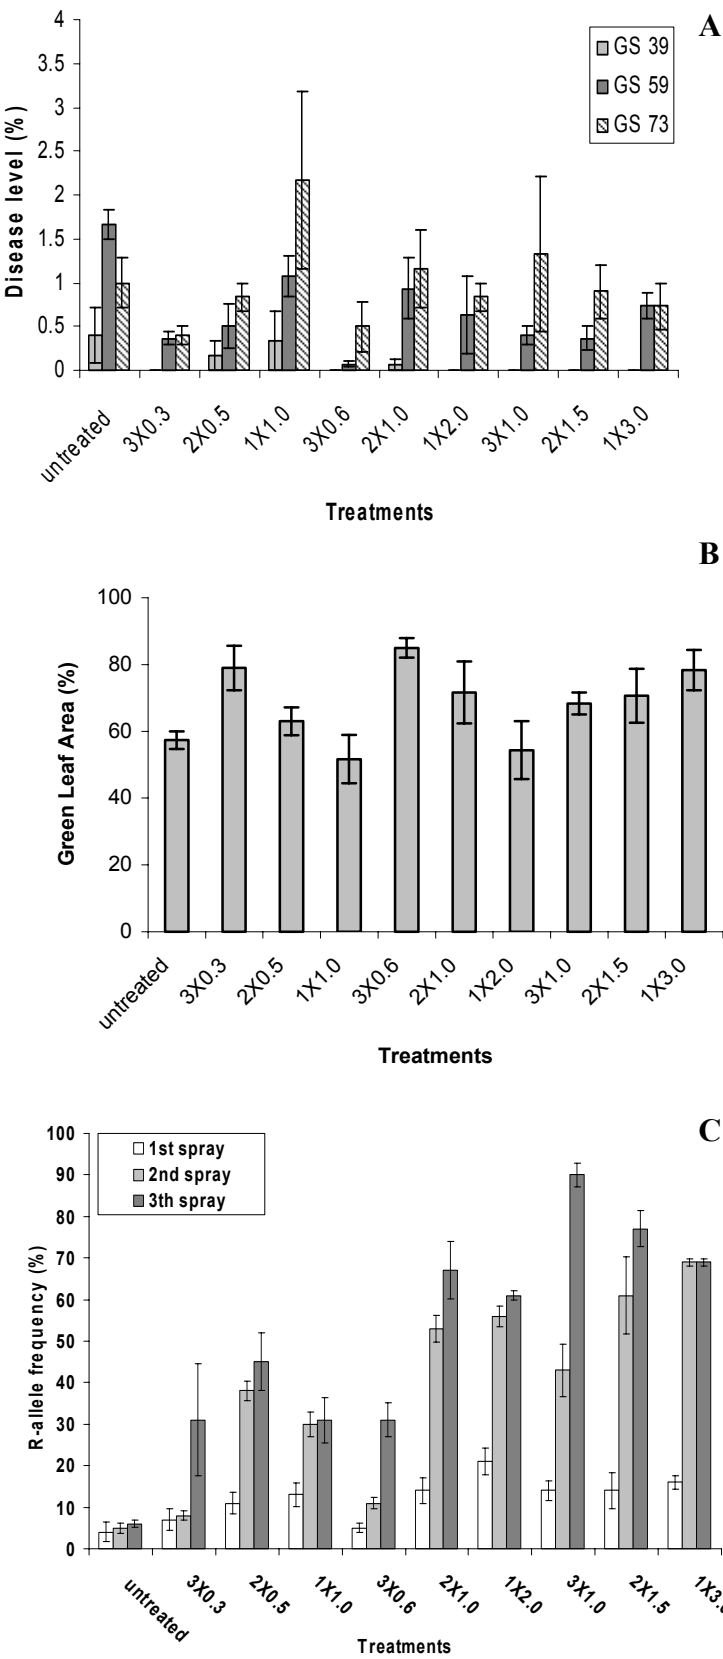 A
4
3.5
3
2.5
2
1.5
1
0.5
0
Disease level (%)
GS 39
GS 59
GS 73
untreated 3X0.3 2X0.5 1X1.0 3X0.6 2X1.0 1X2.0 3X1.0 2X1.5 1X3.0
Treatments
B
100
80
60
40
20
0
Green Leaf Area (%)
untreated 3X0.3 2X0.5 1X1.0 3X0.6 2X1.0 1X2.0 3X1.0 2X1.5 1X3.0
Treatments
C
100
90
80
70
60
50
40
30
20
10
0
R-allele frequency (%)
1st spray
2nd spray
3th spray
untreated 3X0.3 2X0.5 1X1.0 3X0.6 2X1.0 1X2.0 3X1.0 2X1.5 1X3.0
Treatments